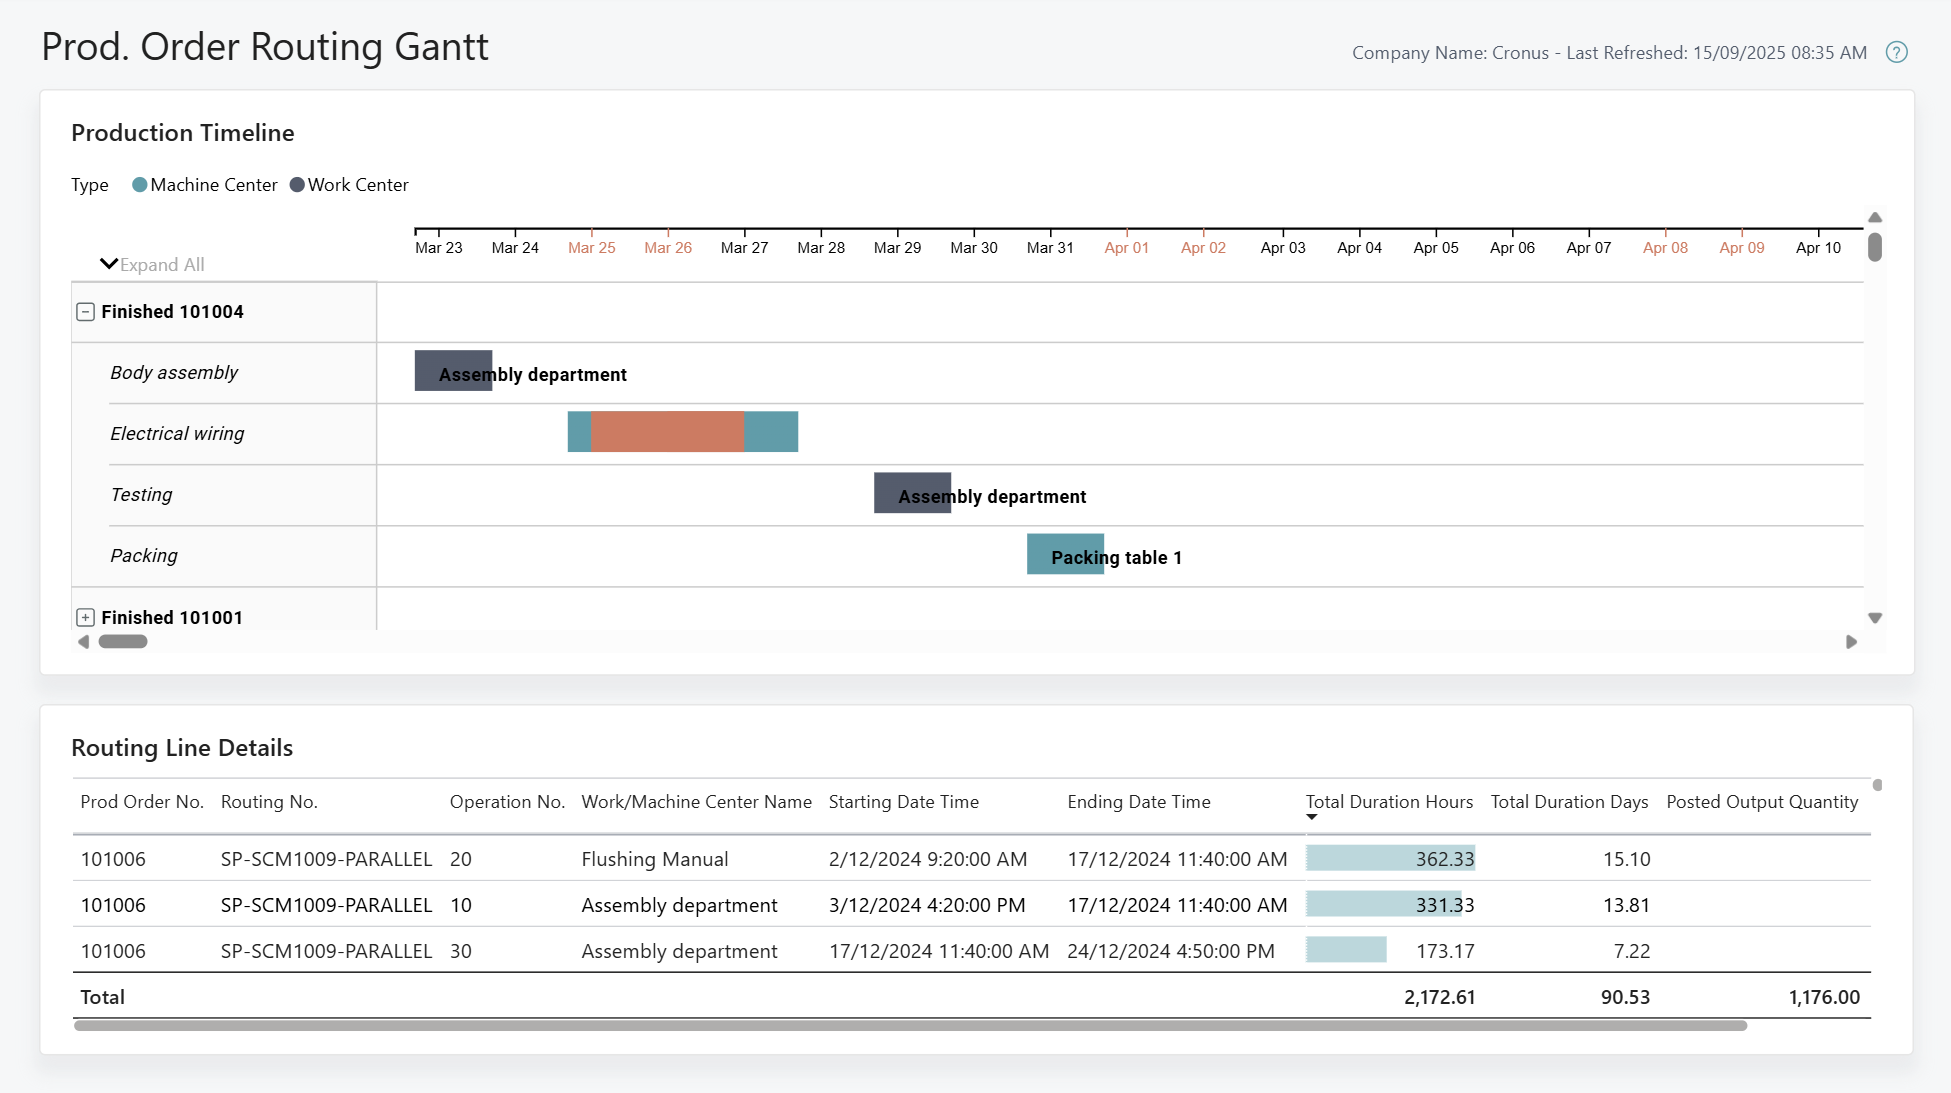 Prod. Order Routing Gantt
Company Name: Cronus - Last Refreshed: 15/09/2025 08:35 AM ?
Production Timeline
Type Machine Center Work Center
Mar 23 Mar 24 Mar 25 Mar 26 Mar 27 Mar 28 Mar 29 Mar 30 Mar 31 Apr 01 Apr 02 Apr 03 Apr 04 Apr 05 Apr 06 Apr 07 Apr 08 Apr 09 Apr 10
Expand All
Finished 101004
Body assembly Assembly department
Electrical wiring
Testing Assembly department
Packing Packing table 1
Finished 101001
Routing Line Details
Prod Order No. Routing No. Operation No. Work/Machine Center Name Starting Date Time Ending Date Time Total Duration Hours Total Duration Days Posted Output Quantity
101006 SP-SCM1009-PARALLEL 20 Flushing Manual 2/12/2024 9:20:00 AM 17/12/2024 11:40:00 AM 362.33 15.10
101006 SP-SCM1009-PARALLEL 10 Assembly department 3/12/2024 4:20:00 PM 17/12/2024 11:40:00 AM 331.33 13.81
101006 SP-SCM1009-PARALLEL 30 Assembly department 17/12/2024 11:40:00 AM 24/12/2024 4:50:00 PM 173.17 7.22
Total 2,172.61 90.53 1,176.00